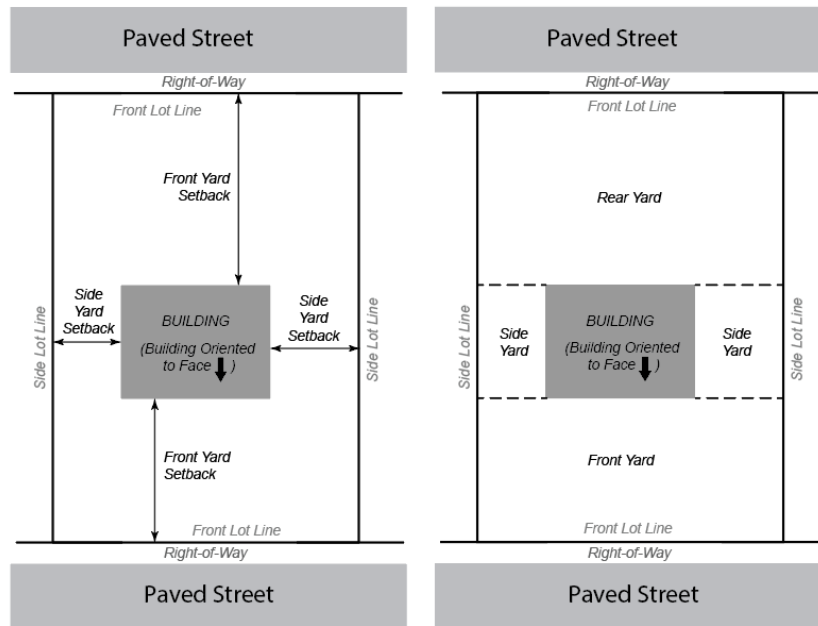 Paved Street
Right-of-Way
Front Lot Line
Front Yard
Setback
Side Lot Line
Side
Yard
Setback
BUILDING
(Building Oriented
to Face )
Side
Yard
Setback
Side Lot Line
Front Yard
Setback
Front Lot Line
Right-of-Way
Paved Street
Paved Street
Right-of-Way
Front Lot Line
Rear Yard
Side Lot Line
Side
Yard
BUILDING
(Building Oriented
to Face )
Side
Yard
Side Lot Line
Front Yard
Front Lot Line
Right-of-Way
Paved Street